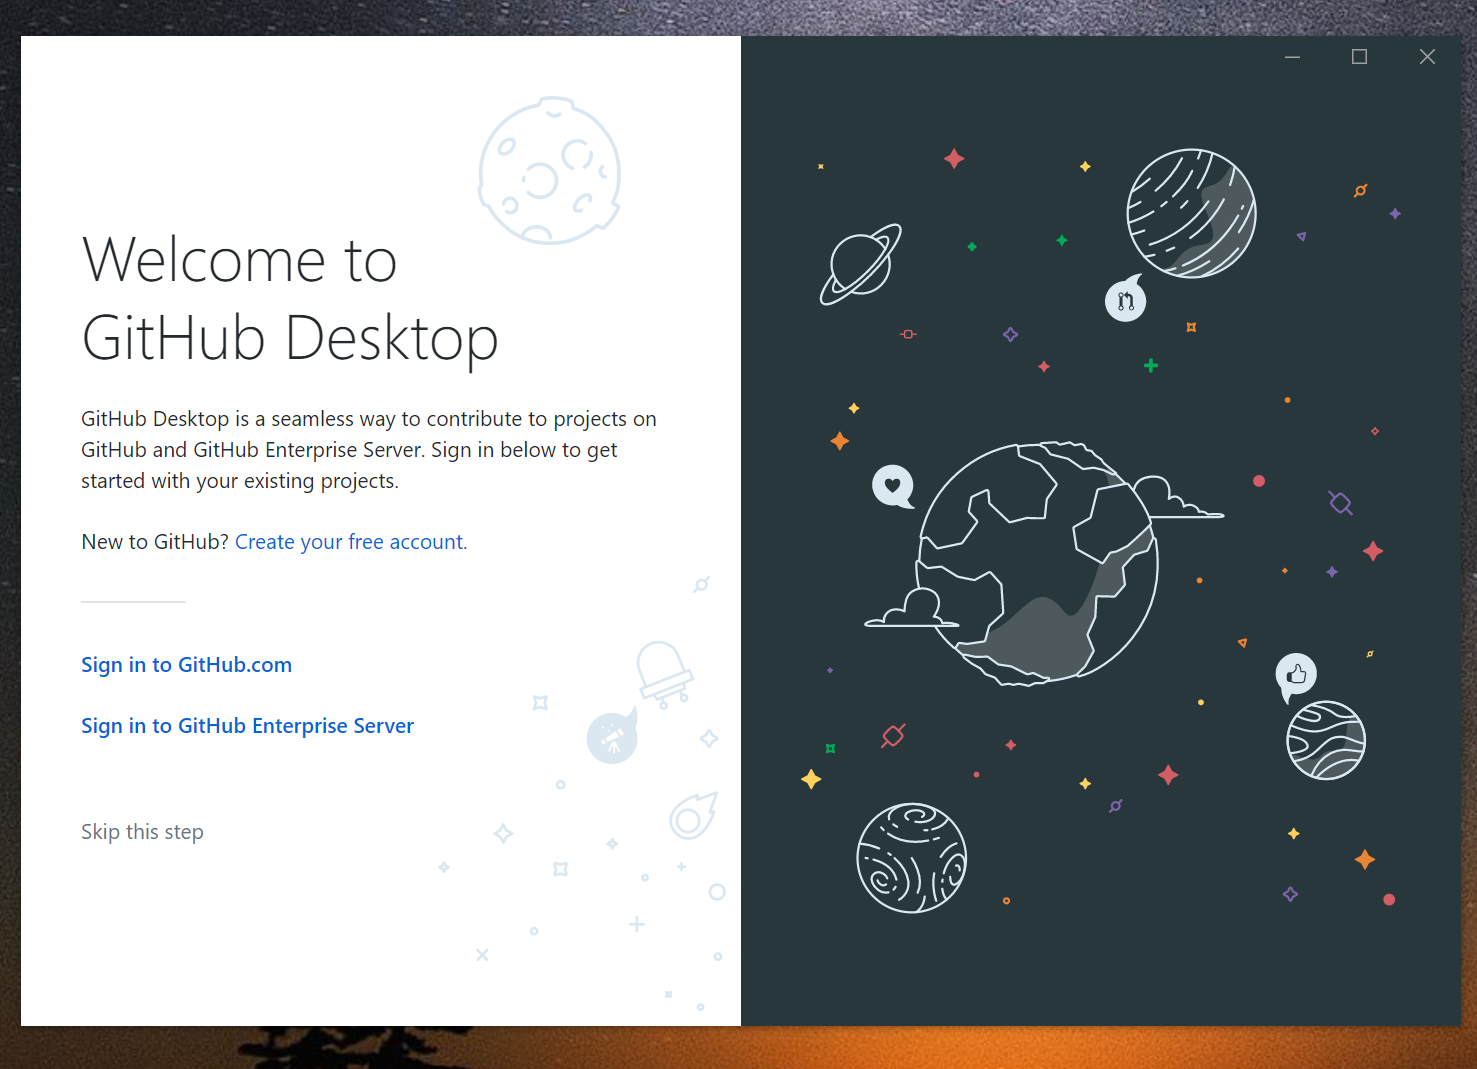 Welcome to
GitHub Desktop
GitHub Desktop is a seamless way to contribute to projects on
GitHub and GitHub Enterprise Server. Sign in below to get
started with your existing projects.
New to GitHub? Create your free account.
Sign in to GitHub.com
Sign in to GitHub Enterprise Server
Skip this step